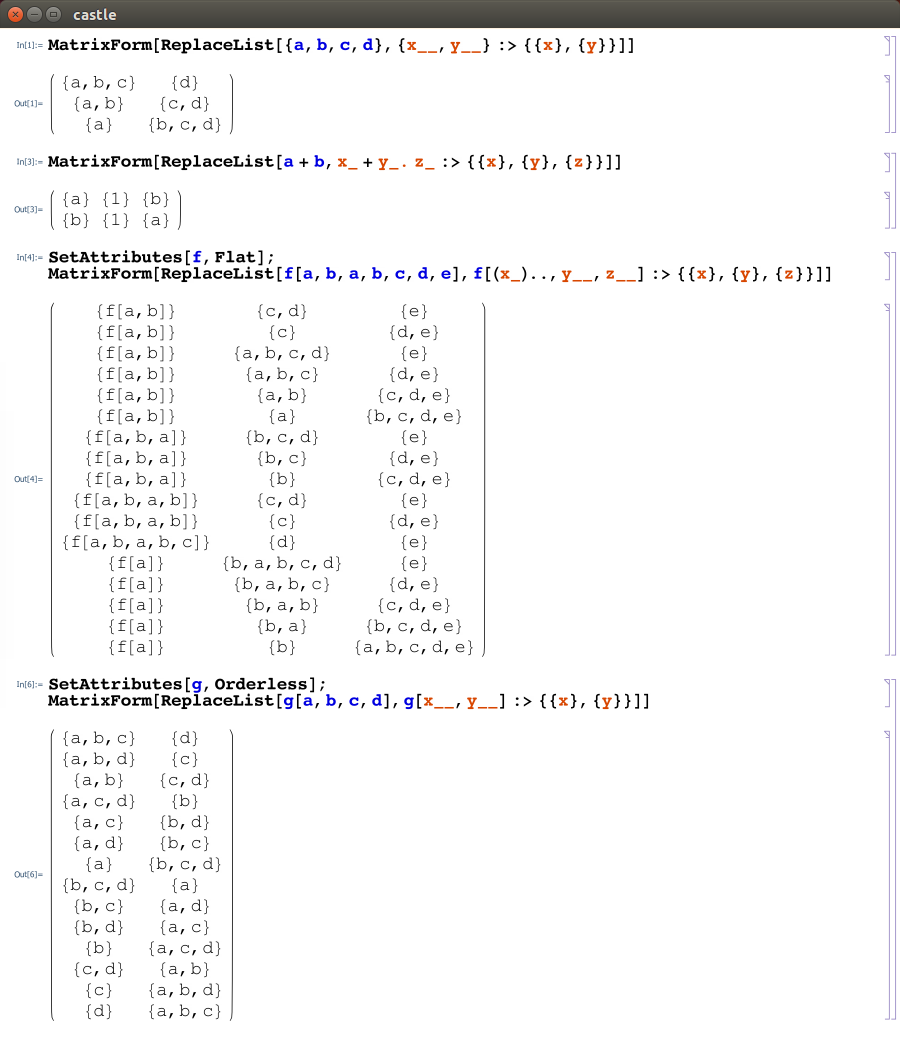 castle
In[1]:= MatrixForm[ReplaceList[{a, b, c, d}, {x__, y__} :> {{x}, {y}}]]
Out[1]=
{a, b, c} {d}
{a, b} {c, d}
{a} {b, c, d}
In[3]:= MatrixForm[ReplaceList[a + b, x_ + y_. z_ :> {{x}, {y}, {z}}]]
Out[3]=
{a} {1} {b}
{b} {1} {a}
In[4]:= SetAttributes[f, Flat];
MatrixForm[ReplaceList[f[a, b, a, b, c, d, e], f[(x_).., y__, z__] :> {{x}, {y}, {z}}]]
Out[4]=
{f[a, b]} {c, d} {e}
{f[a, b]} {c} {d, e}
{f[a, b]} {a, b, c, d} {e}
{f[a, b]} {a, b, c} {d, e}
{f[a, b]} {a, b} {c, d, e}
{f[a, b]} {a} {b, c, d, e}
{f[a, b, a]} {b, c, d} {e}
{f[a, b, a]} {b, c} {d, e}
{f[a, b, a]} {b} {c, d, e}
{f[a, b, a, b]} {c, d} {e}
{f[a, b, a, b]} {c} {d, e}
{f[a, b, a, b, c]} {d} {e}
{f[a]} {b, a, b, c, d} {e}
{f[a]} {b, a, b, c} {d, e}
{f[a]} {b, a, b} {c, d, e}
{f[a]} {b, a} {b, c, d, e}
{f[a]} {b} {a, b, c, d, e}
In[6]:= SetAttributes[g, Orderless];
MatrixForm[ReplaceList[g[a, b, c, d], g[x__, y__] :> {{x}, {y}}]]
Out[6]=
{a, b, c} {d}
{a, b, d} {c}
{a, b} {c, d}
{a, c, d} {b}
{a, c} {b, d}
{a, d} {b, c}
{a} {b, c, d}
{b, c, d} {a}
{b, c} {a, d}
{b, d} {a, c}
{b} {a, c, d}
{c, d} {a, b}
{c} {a, b, d}
{d} {a, b, c}